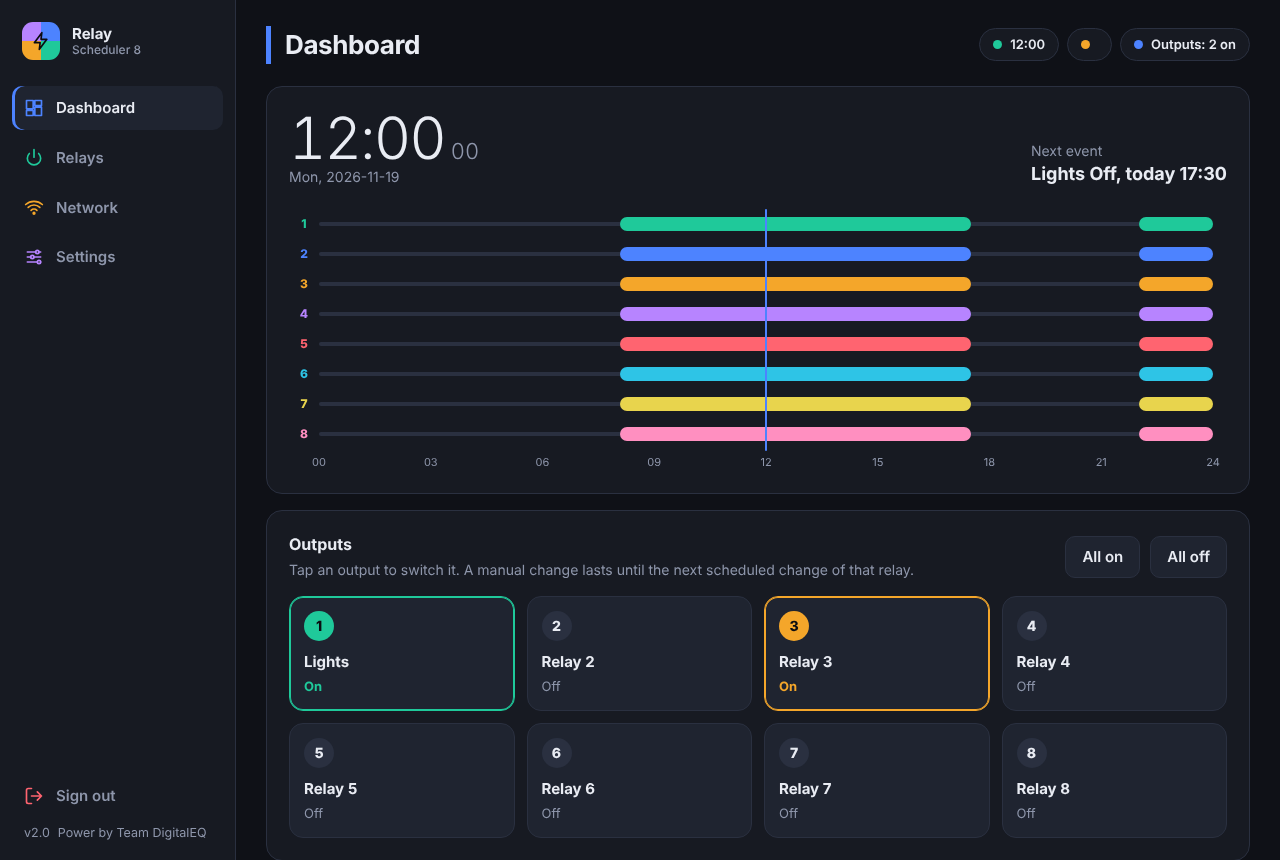 Relay
Scheduler 8
Dashboard
Relays
Network
Settings
Sign out
v2.0 Power by Team DigitalEQ
Dashboard
12:00
Outputs: 2 on
12:00 00
Mon, 2026-11-19
Next event
Lights Off, today 17:30
1
2
3
4
5
6
7
8
00 03 06 09 12 15 18 21 24
Outputs
Tap an output to switch it. A manual change lasts until the next scheduled change of that relay.
All on
All off
1
Lights
On
2
Relay 2
Off
3
Relay 3
On
4
Relay 4
Off
5
Relay 5
Off
6
Relay 6
Off
7
Relay 7
Off
8
Relay 8
Off